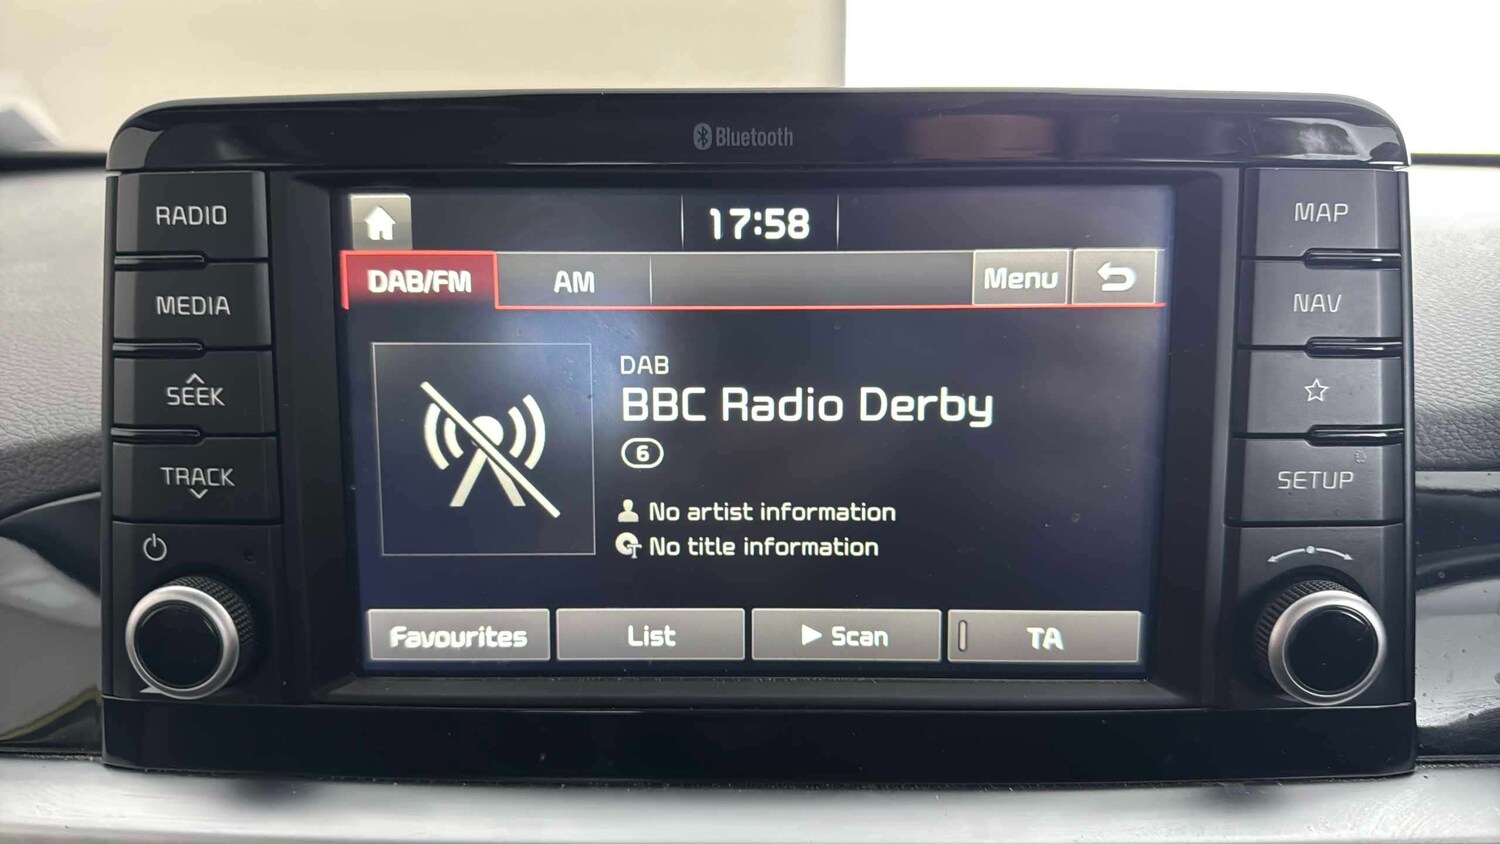 Bluetooth
RADIO
MEDIA
SEEK
TRACK
17:58
DAB/FM
AM
Menu
DAB
BBC Radio Derby
6
No artist information
No title information
Favourites
List
Scan
TA
MAP
NAV
SETUP